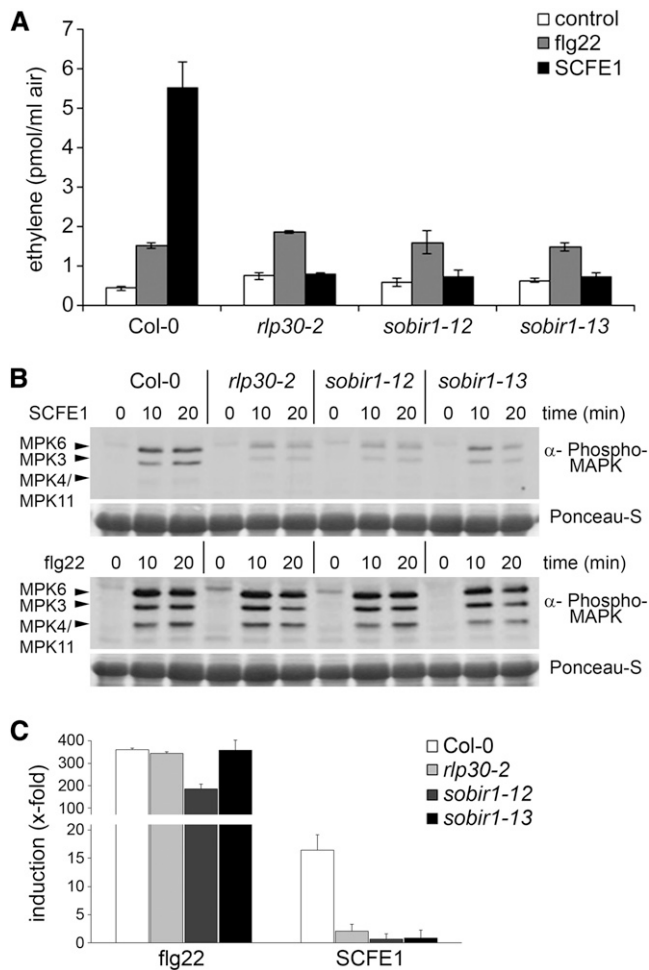 A
control
flg22
SCFE1
ethylene (pmol/ml air)
7
6
5
4
3
2
1
0
Col-0 rlp30-2 sobir1-12 sobir1-13
B
Col-0 rlp30-2 sobir1-12 sobir1-13
SCFE1 0 10 20 0 10 20 0 10 20 0 10 20 time (min)
MPK6
MPK3
MPK4/
MPK11
α- Phospho-
MAPK
Ponceau-S
flg22 0 10 20 0 10 20 0 10 20 0 10 20 time (min)
MPK6
MPK3
MPK4/
MPK11
α- Phospho-
MAPK
Ponceau-S
C
Col-0
rlp30-2
sobir1-12
sobir1-13
induction (x-fold)
400
300
200
100
20
15
10
5
0
flg22 SCFE1